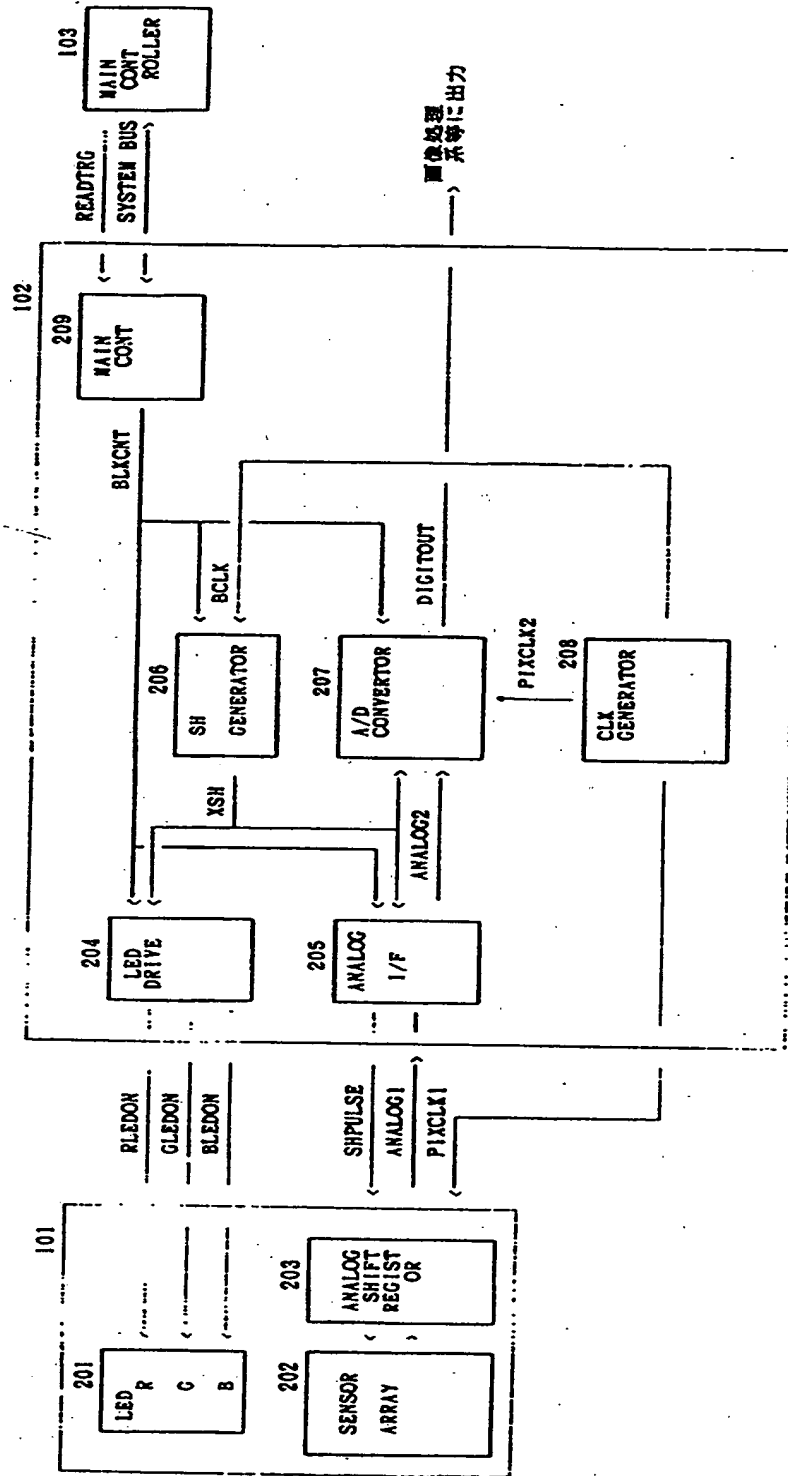 101
201
LED
R
G
B
202
SENSOR
ARRAY
203
ANALOG
SHIFT
REGIST
OR
RLEDON
GLEDON
BLEDON
SHPULSE
ANALOG1
PIXCLK1
102
204
LED
DRIVE
205
ANALOG
I/F
XSH
ANALOG2
206
SH
GENERATOR
207
A/D
CONVERTOR
208
CLK
GENERATOR
PIXCLK2
BCLK
BLXCNT
DIGITOUT
209
MAIN
CONT
READTRG
SYSTEM BUS
103
MAIN
CONT
ROLLER
画像処理
系等に出力